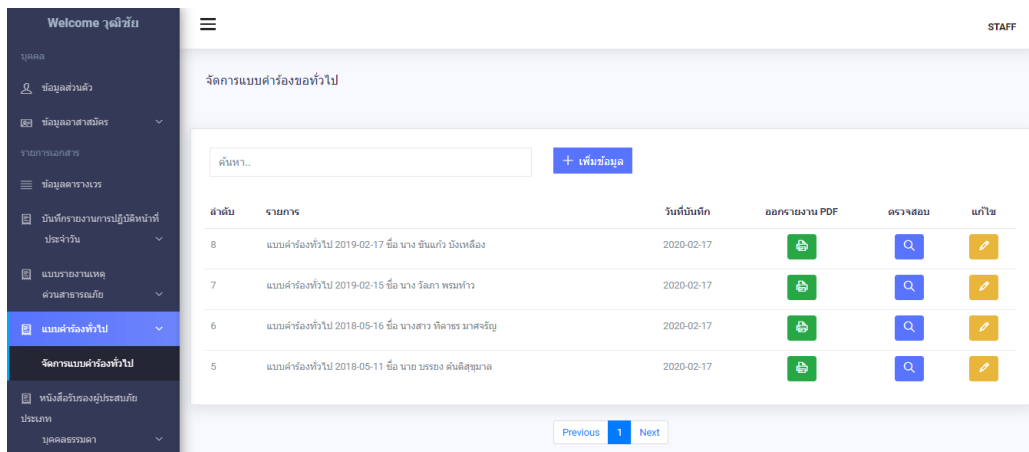 Welcome วุฒิชัย
STAFF
บุคคล
ข้อมูลส่วนตัว
ข้อมูลอาสาสมัคร
รายการเอกสาร
ข้อมูลตารางเวร
บันทึกรายงานการปฏิบัติหน้าที่
ประจำวัน
แบบรายงานเหตุ
ด่วนสาธารณภัย
แบบคำร้องทั่วไป
จัดการแบบคำร้องทั่วไป
หนังสือรับรองผู้ประสบภัย
ประเภท
บุคคลธรรมดา
จัดการแบบคำร้องขอทั่วไป
ค้นหา..
เพิ่มข้อมูล
ลำดับ รายการ วันที่บันทึก ออกรายงาน PDF ตรวจสอบ แก้ไข
8 แบบคำร้องทั่วไป 2019-02-17 ชื่อ นาง ขันแก้ว บังเหลือง 2020-02-17
7 แบบคำร้องทั่วไป 2019-02-15 ชื่อ นาง วัลภา พรมท้าว 2020-02-17
6 แบบคำร้องทั่วไป 2018-05-16 ชื่อ นางสาว ทิดาธร มาศจรัญ 2020-02-17
5 แบบคำร้องทั่วไป 2018-05-11 ชื่อ นาย บรรยง ตันติสุขุมาล 2020-02-17
Previous 1 Next